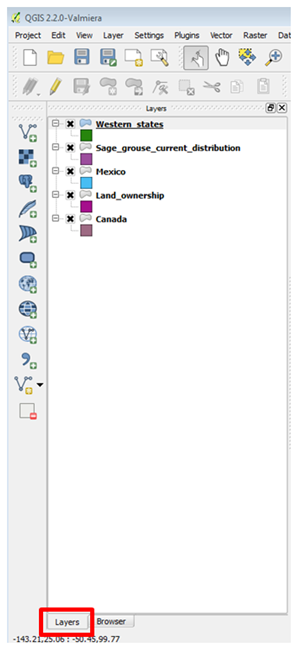 QGIS 2.2.0-Valmiera
Project Edit View Layer Settings Plugins Vector Raster Dat
Layers
Western_states
Sage_grouse_current_distribution
Mexico
Land_ownership
Canada
Layers Browser
-143.21,25.06 : -50.45,99.77